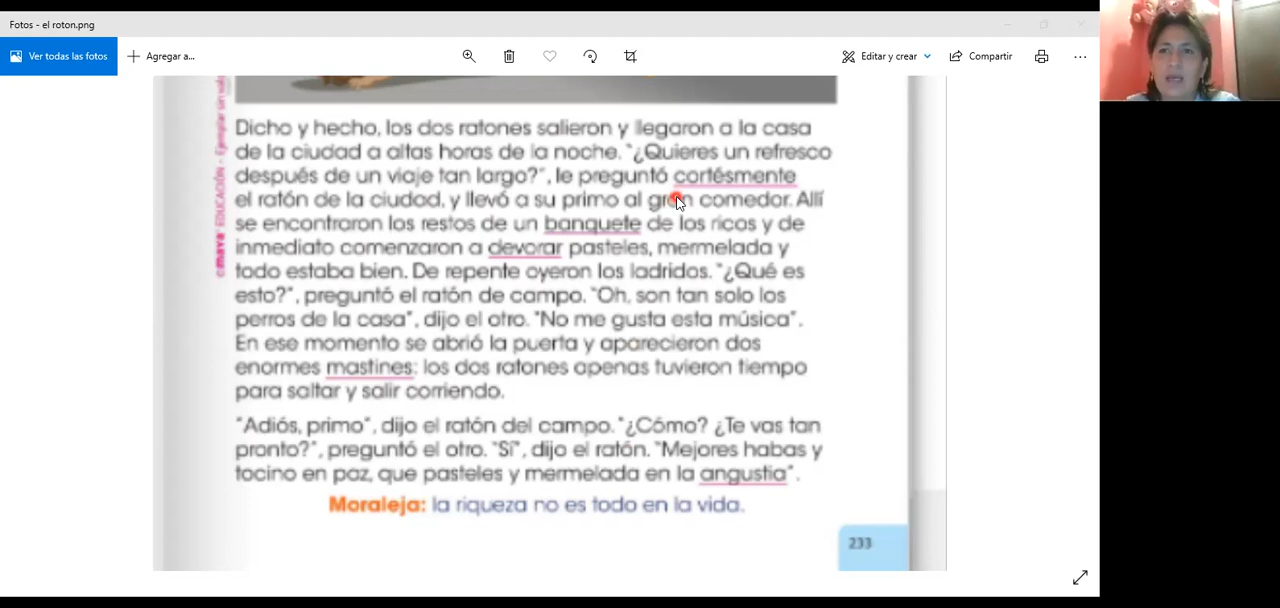 Fotos - el roton.png
Ver todas las fotos
Agregar a...
Editar y crear
Compartir
emava: EDUCACIÓN - Ejemplar sin valo
Dicho y hecho, los dos ratones salieron y llegaron a la casa
de la ciudad a altas horas de la noche. "¿Quieres un refresco
después de un viaje tan largo?", le preguntó cortésmente
el ratón de la ciudad, y llevó a su primo al gran comedor. Allí
se encontraron los restos de un banquete de los ricos y de
inmediato comenzaron a devorar pasteles, mermelada y
todo estaba bien. De repente oyeron los ladridos. "¿Qué es
esto?", preguntó el ratón de campo. "Oh, son tan solo los
perros de la casa", dijo el otro. "No me gusta esta música".
En ese momento se abrió la puerta y aparecieron dos
enormes mastines: los dos ratones apenas tuvieron tiempo
para saltar y salir corriendo.
"Adiós, primo", dijo el ratón del campo. "¿Cómo? ¿Te vas tan
pronto?", preguntó el otro. "Sí", dijo el ratón. "Mejores habas y
tocino en paz, que pasteles y mermelada en la angustia".
Moraleja: la riqueza no es todo en la vida.
233